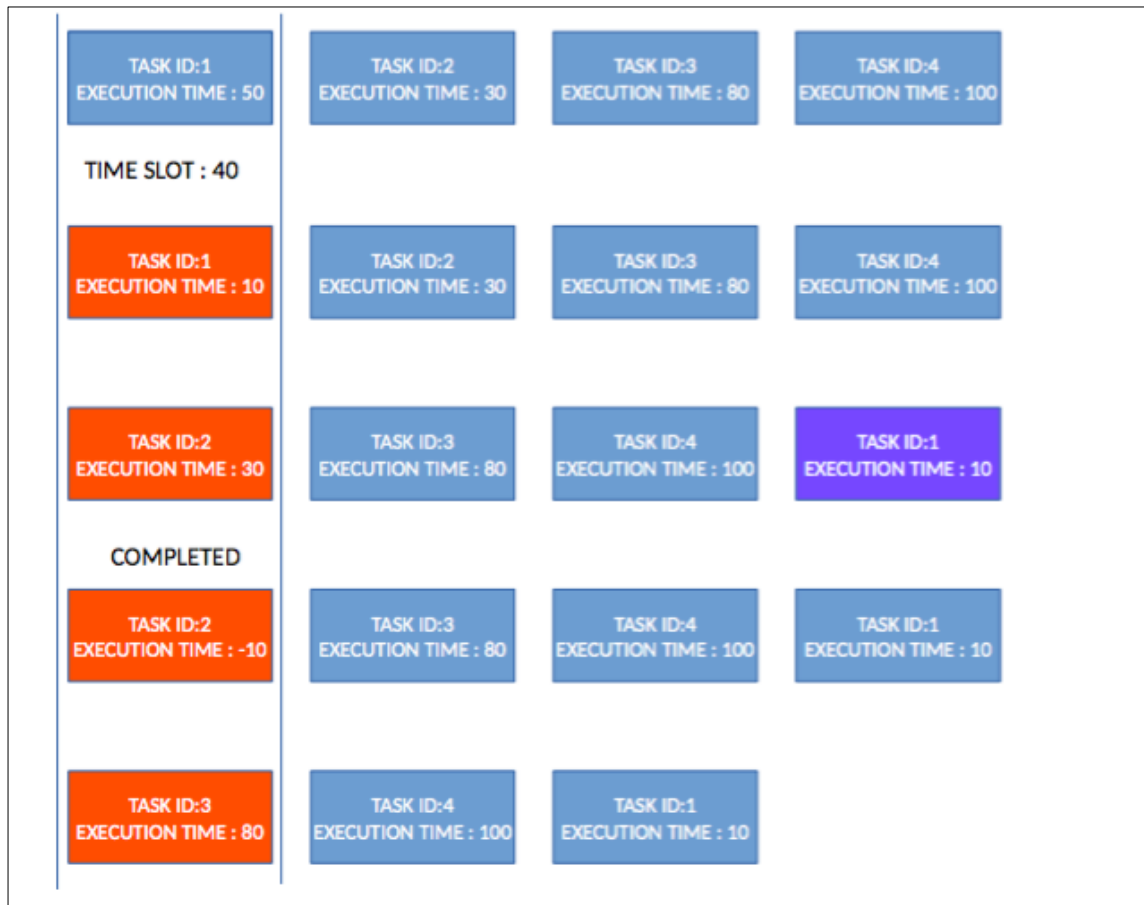 TASK ID:1
EXECUTION TIME : 50
TASK ID:2
EXECUTION TIME : 30
TASK ID:3
EXECUTION TIME : 80
TASK ID:4
EXECUTION TIME : 100
TIME SLOT : 40
TASK ID:1
EXECUTION TIME : 10
TASK ID:2
EXECUTION TIME : 30
TASK ID:3
EXECUTION TIME : 80
TASK ID:4
EXECUTION TIME : 100
TASK ID:2
EXECUTION TIME : 30
TASK ID:3
EXECUTION TIME : 80
TASK ID:4
EXECUTION TIME : 100
TASK ID:1
EXECUTION TIME : 10
COMPLETED
TASK ID:2
EXECUTION TIME : -10
TASK ID:3
EXECUTION TIME : 80
TASK ID:4
EXECUTION TIME : 100
TASK ID:1
EXECUTION TIME : 10
TASK ID:3
EXECUTION TIME : 80
TASK ID:4
EXECUTION TIME : 100
TASK ID:1
EXECUTION TIME : 10